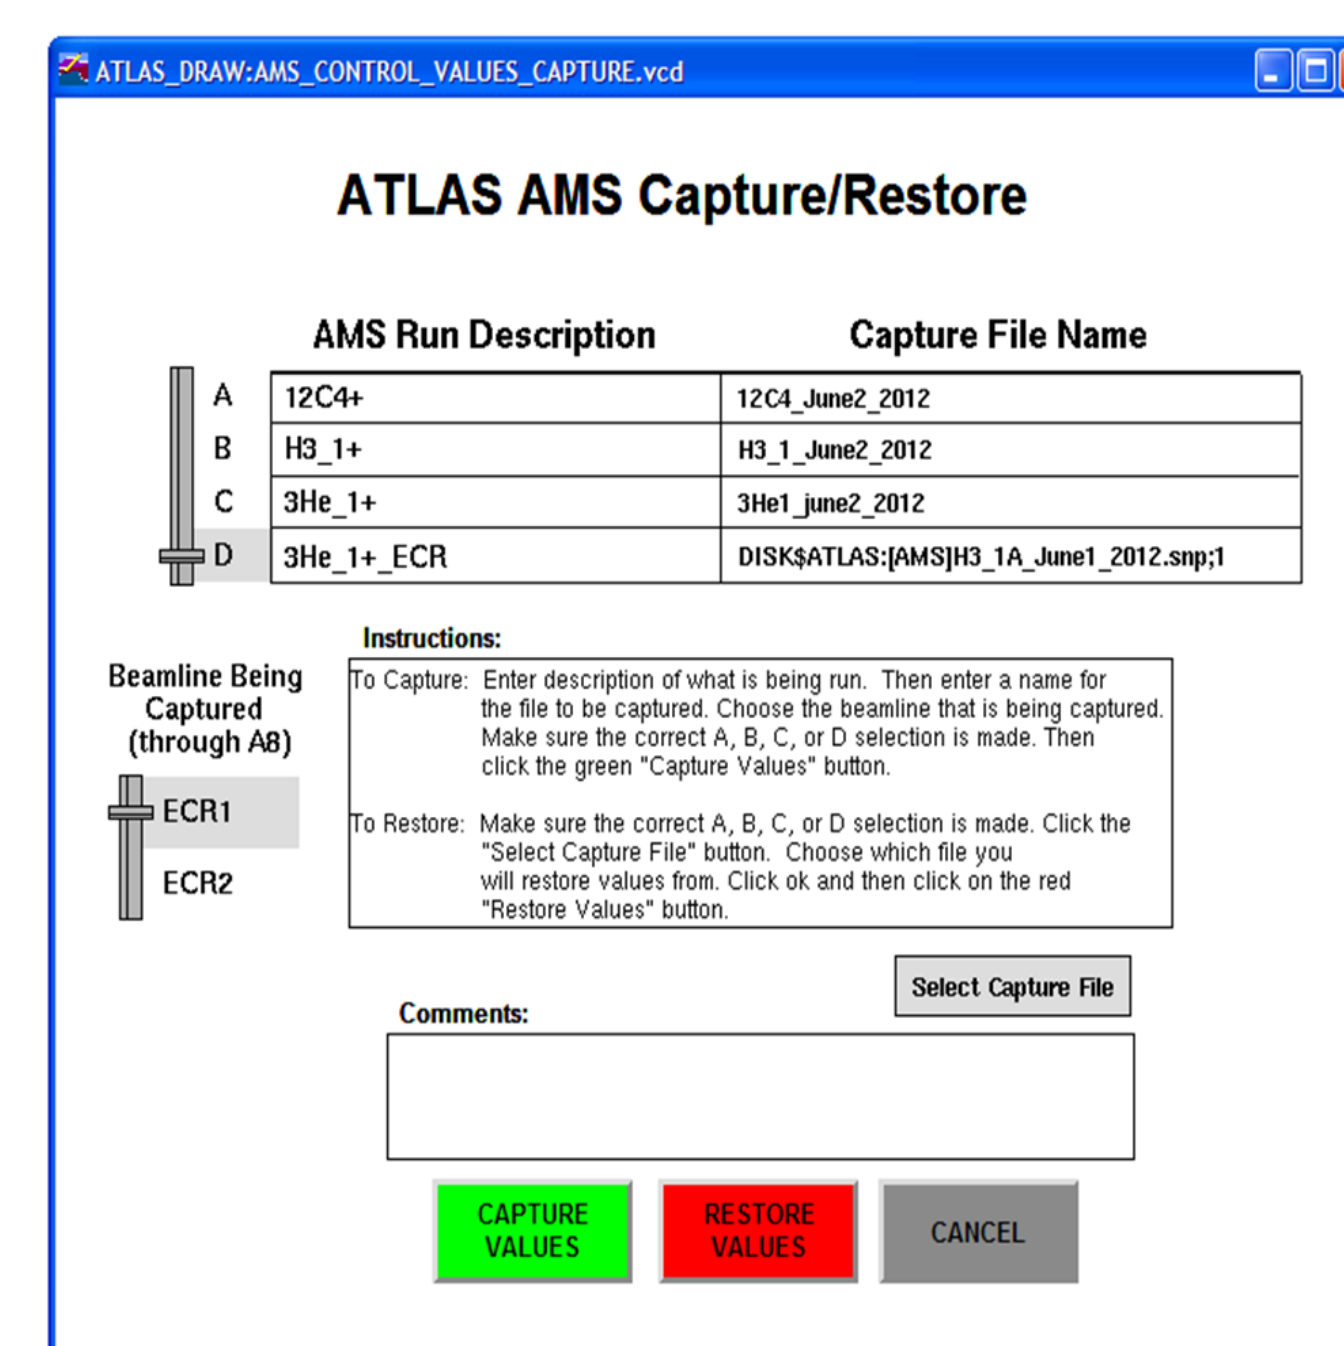 ATLAS_DRAW:AMS_CONTROL_VALUES_CAPTURE.vcd
ATLAS AMS Capture/Restore
AMS Run Description Capture File Name
A 12C4+ 12C4_June2_2012
B H3_1+ H3_1_June2_2012
C 3He_1+ 3He1_june2_2012
D 3He_1+_ECR DISK$ATLAS:[AMS]H3_1A_June1_2012.snp;1
Beamline Being
Captured
(through A8)
ECR1
ECR2
Instructions:
To Capture: Enter description of what is being run. Then enter a name for
the file to be captured. Choose the beamline that is being captured.
Make sure the correct A, B, C, or D selection is made. Then
click the green "Capture Values" button.
To Restore: Make sure the correct A, B, C, or D selection is made. Click the
"Select Capture File" button. Choose which file you
will restore values from. Click ok and then click on the red
"Restore Values" button.
Select Capture File
Comments:
CAPTURE
VALUES
RESTORE
VALUES
CANCEL